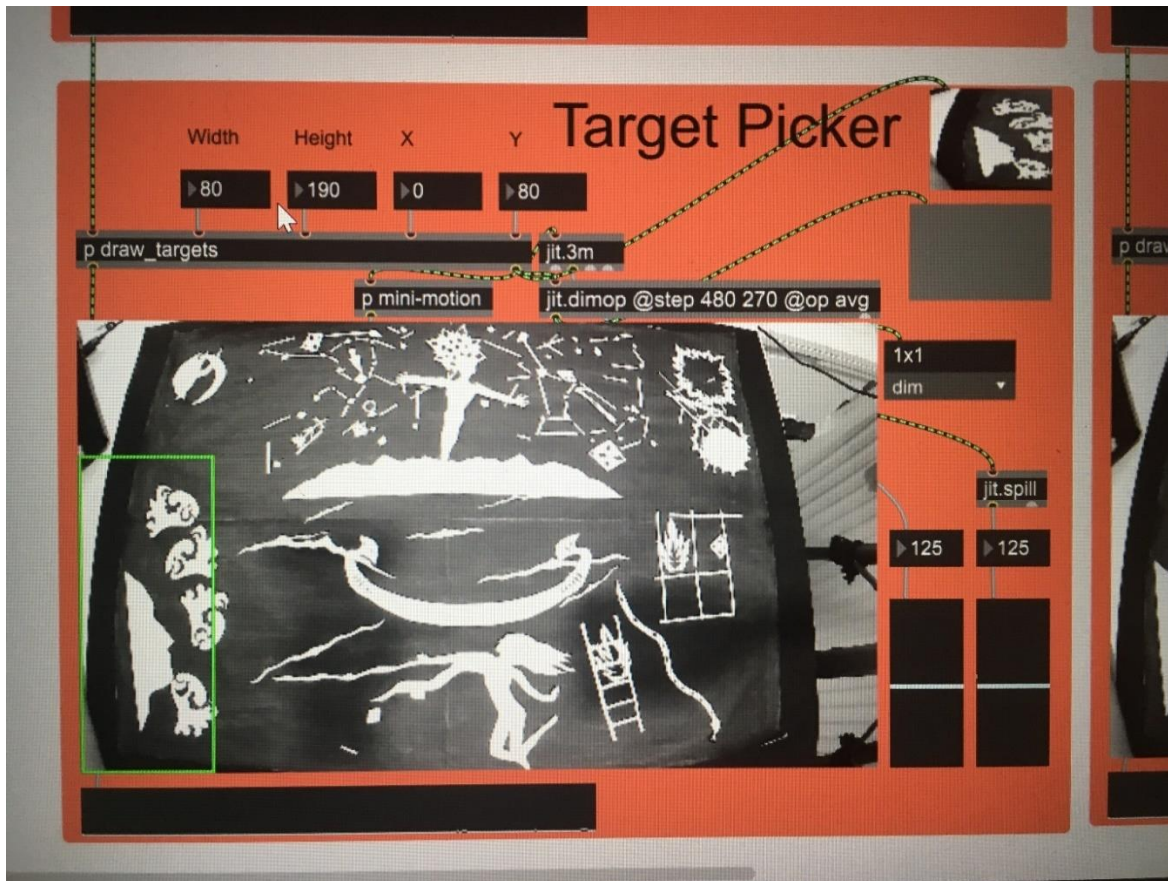 Target Picker
Width Height X Y
80 190 0 80
p draw_targets
jit.3m
p mini-motion
jit.dimop @step 480 270 @op avg
1x1
dim
jit.spill
125 125
p draw